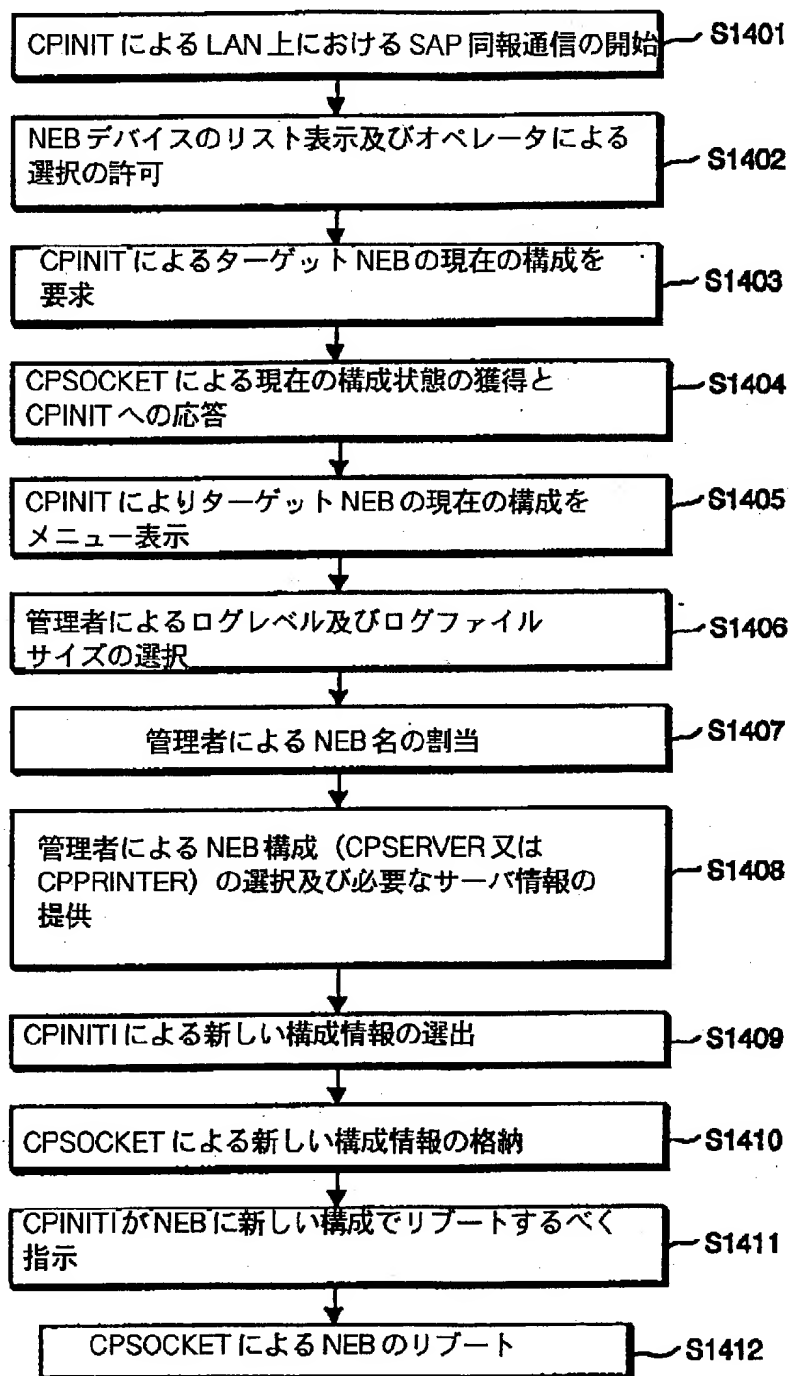 CPINIT による LAN 上における SAP 同報通信の開始 S1401
NEB デバイスのリスト表示及びオペレータによる
選択の許可 S1402
CPINIT によるターゲット NEB の現在の構成を
要求 S1403
CPSOCKET による現在の構成状態の獲得と
CPINIT への応答 S1404
CPINIT によりターゲット NEB の現在の構成を
メニュー表示 S1405
管理者によるログレベル及びログファイル
サイズの選択 S1406
管理者による NEB 名の割当 S1407
管理者による NEB 構成（CPSERVER 又は
CPPRINTER）の選択及び必要なサーバ情報の
提供 S1408
CPINITI による新しい構成情報の選出 S1409
CPSOCKET による新しい構成情報の格納 S1410
CPINITI が NEB に新しい構成でリブートするべく
指示 S1411
CPSOCKET による NEB のリブート S1412